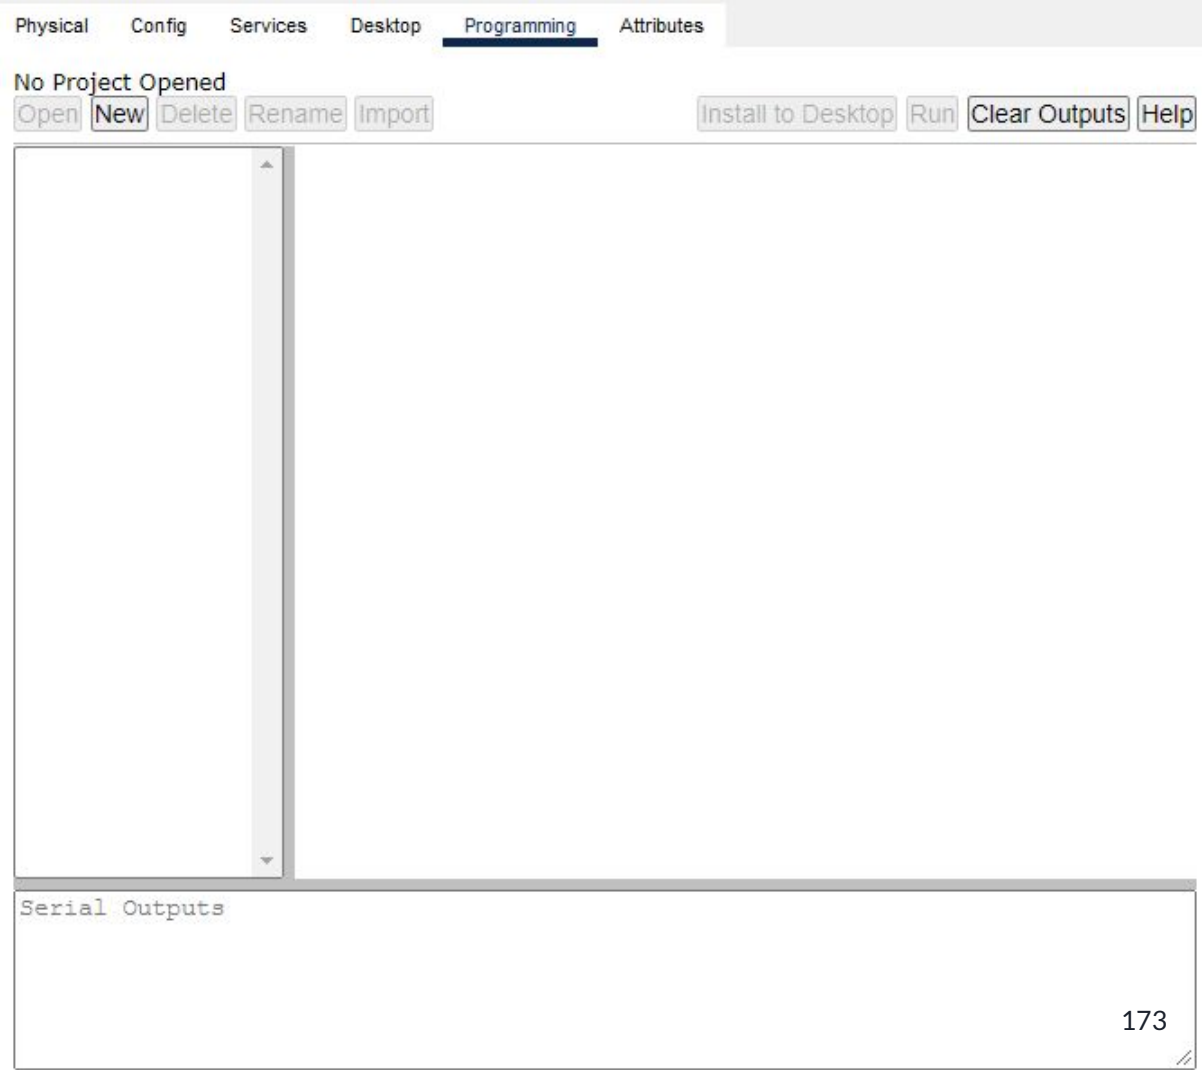 Physical Config Services Desktop Programming Attributes
No Project Opened
Open New Delete Rename Import Install to Desktop Run Clear Outputs Help
Serial Outputs
173